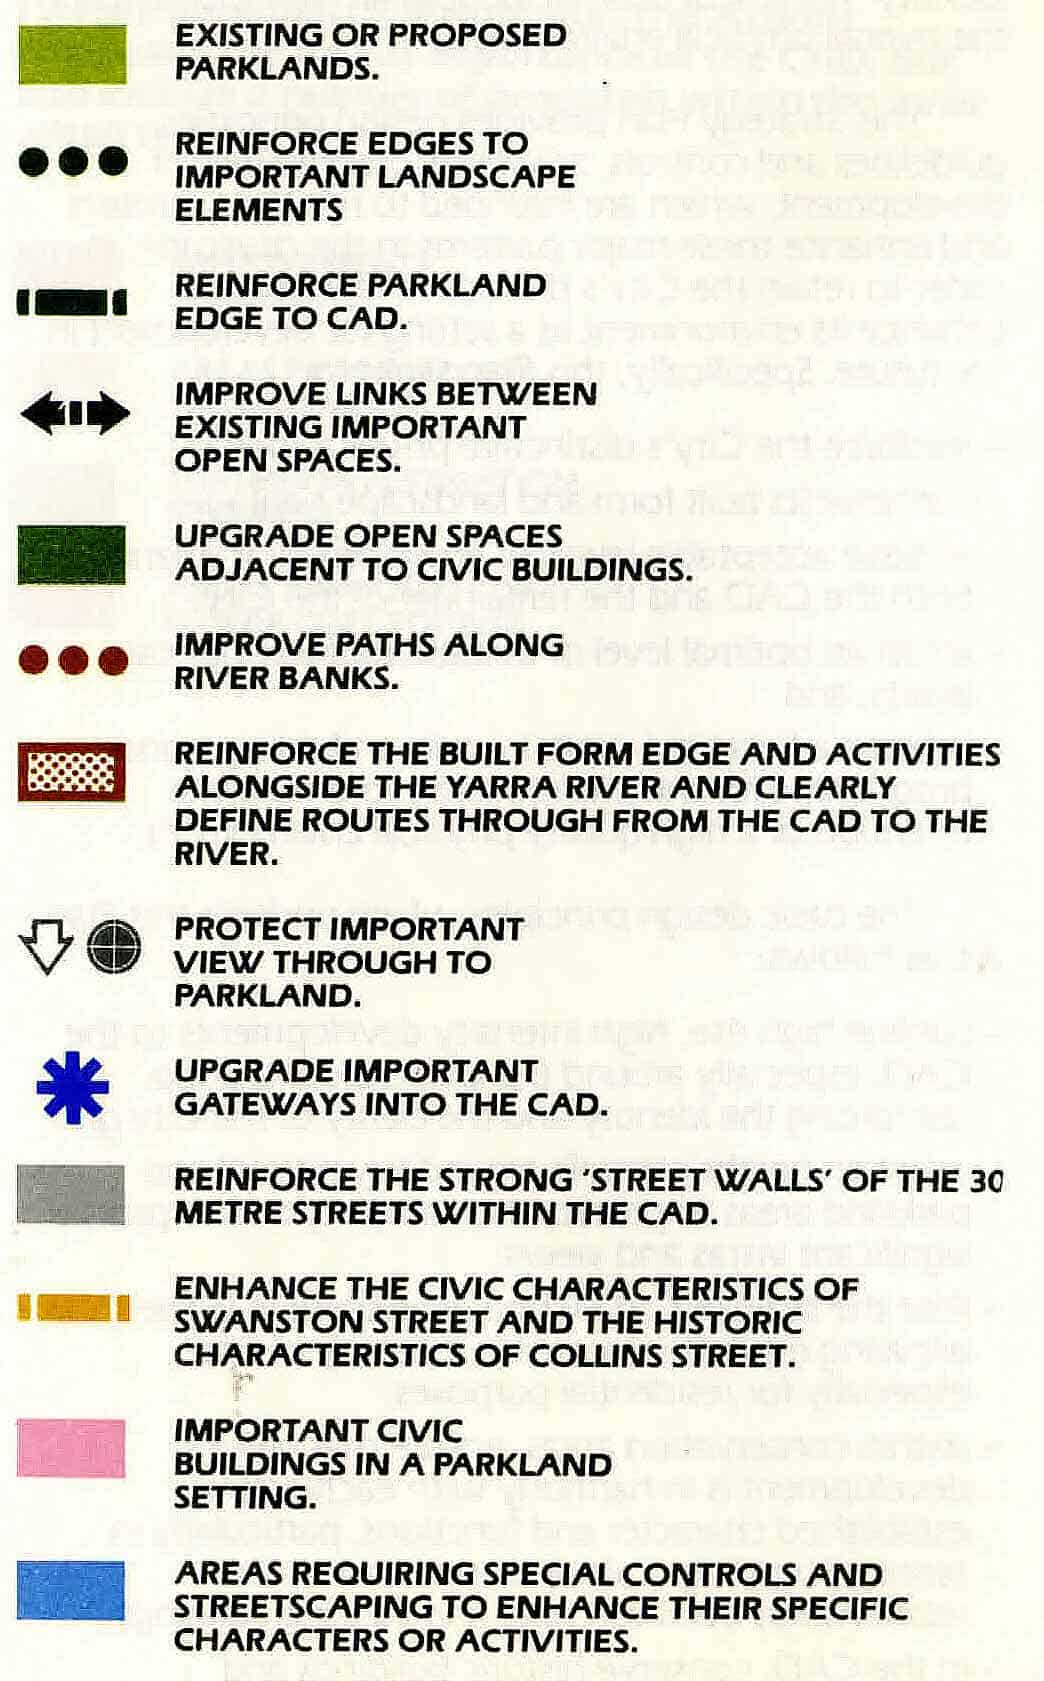 EXISTING OR PROPOSED
PARKLANDS.
REINFORCE EDGES TO
IMPORTANT LANDSCAPE
ELEMENTS
REINFORCE PARKLAND
EDGE TO CAD.
IMPROVE LINKS BETWEEN
EXISTING IMPORTANT
OPEN SPACES.
UPGRADE OPEN SPACES
ADJACENT TO CIVIC BUILDINGS.
IMPROVE PATHS ALONG
RIVER BANKS.
REINFORCE THE BUILT FORM EDGE AND ACTIVITIES
ALONGSIDE THE YARRA RIVER AND CLEARLY
DEFINE ROUTES THROUGH FROM THE CAD TO THE
RIVER.
PROTECT IMPORTANT
VIEW THROUGH TO
PARKLAND.
UPGRADE IMPORTANT
GATEWAYS INTO THE CAD.
REINFORCE THE STRONG 'STREET WALLS' OF THE 30
METRE STREETS WITHIN THE CAD.
ENHANCE THE CIVIC CHARACTERISTICS OF
SWANSTON STREET AND THE HISTORIC
CHARACTERISTICS OF COLLINS STREET.
IMPORTANT CIVIC
BUILDINGS IN A PARKLAND
SETTING.
AREAS REQUIRING SPECIAL CONTROLS AND
STREETSCAPING TO ENHANCE THEIR SPECIFIC
CHARACTERS OR ACTIVITIES.